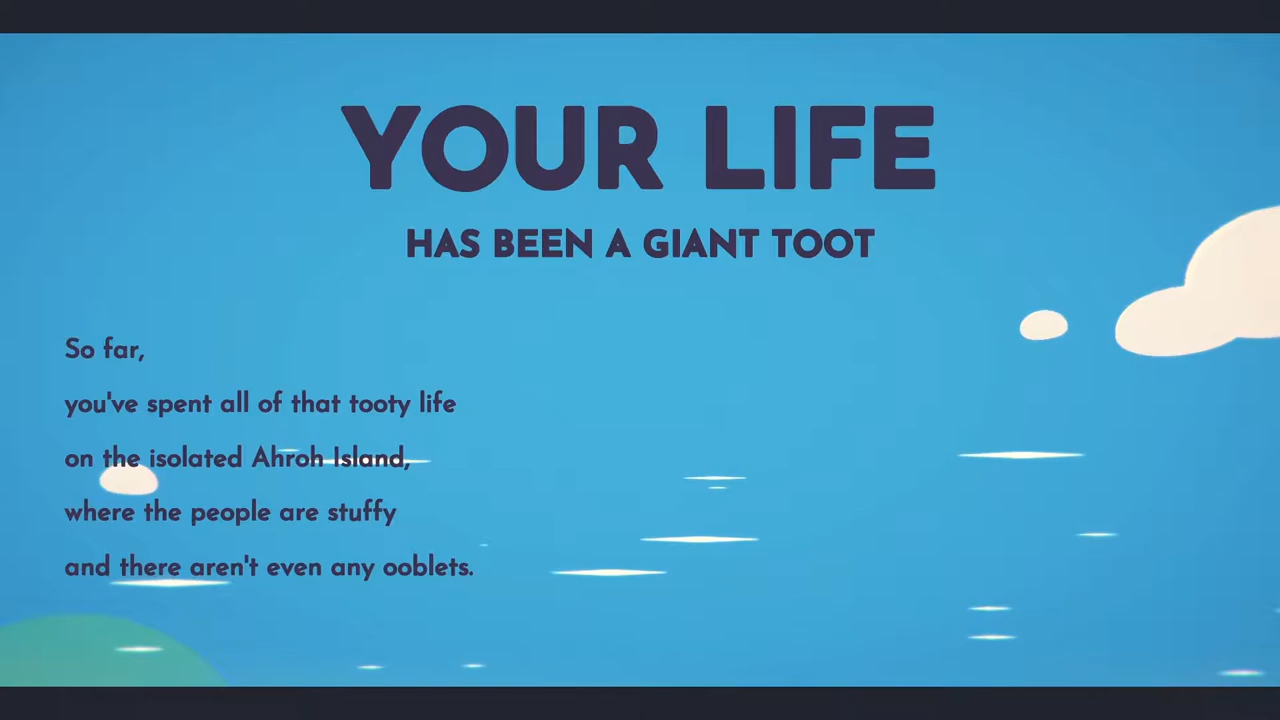 YOUR LIFE
HAS BEEN A GIANT TOOT
So far,
you've spent all of that tooty life
on the isolated Ahroh Island,
where the people are stuffy
and there aren't even any ooblets.